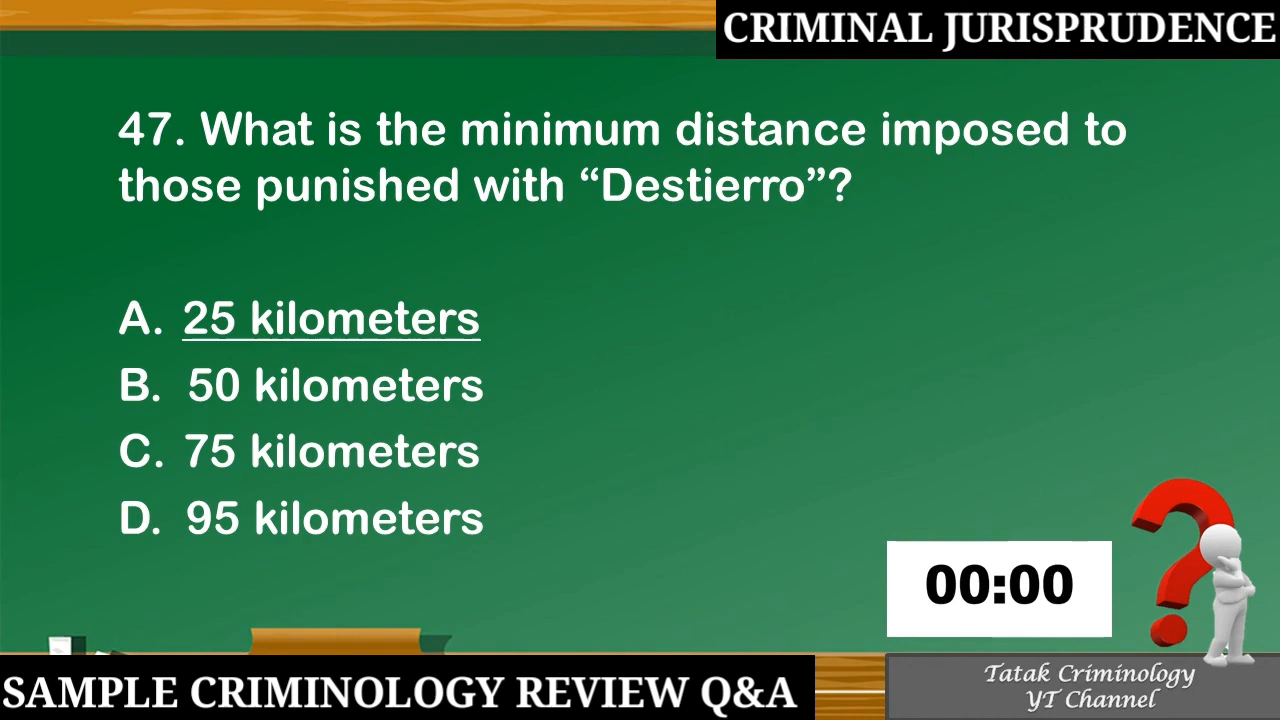 CRIMINAL JURISPRUDENCE
47. What is the minimum distance imposed to
those punished with “Destierro”?
A. 25 kilometers
B. 50 kilometers
C. 75 kilometers
D. 95 kilometers
00:00
SAMPLE CRIMINOLOGY REVIEW Q&A
Tatak Criminology
YT Channel